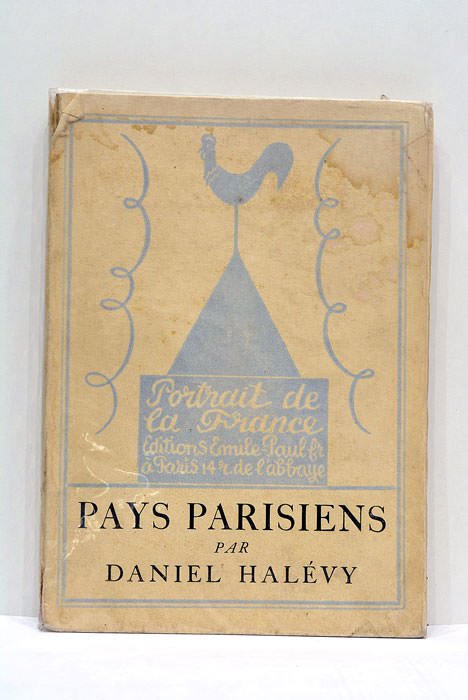 Portrait de
la France
Editions Emile-Paul fr
à Paris 14 r. de l'abbaye
PAYS PARISIENS
PAR
DANIEL HALÉVY